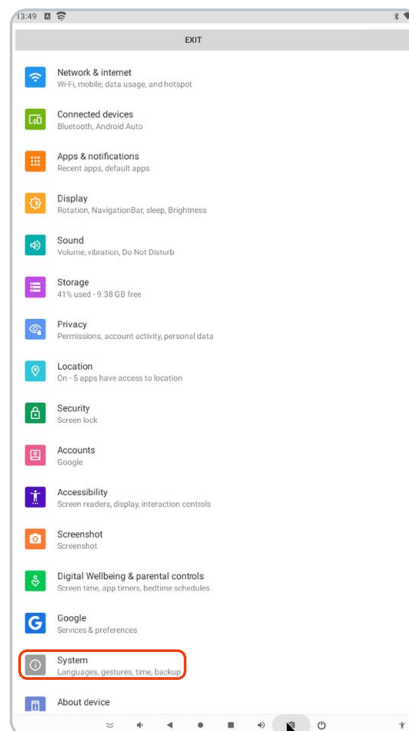 13:49
EXIT
Network & internet
Wi-Fi, mobile, data usage, and hotspot
Connected devices
Bluetooth, Android Auto
Apps & notifications
Recent apps, default apps
Display
Rotation, NavigationBar, sleep, Brightness
Sound
Volume, vibration, Do Not Disturb
Storage
41% used - 9.38 GB free
Privacy
Permissions, account activity, personal data
Location
On - 5 apps have access to location
Security
Screen lock
Accounts
Google
Accessibility
Screen readers, display, interaction controls
Screenshot
Screenshot
Digital Wellbeing & parental controls
Screen time, app timers, bedtime schedules
G
Google
Services & preferences
System
Languages, gestures, time, backup
About device